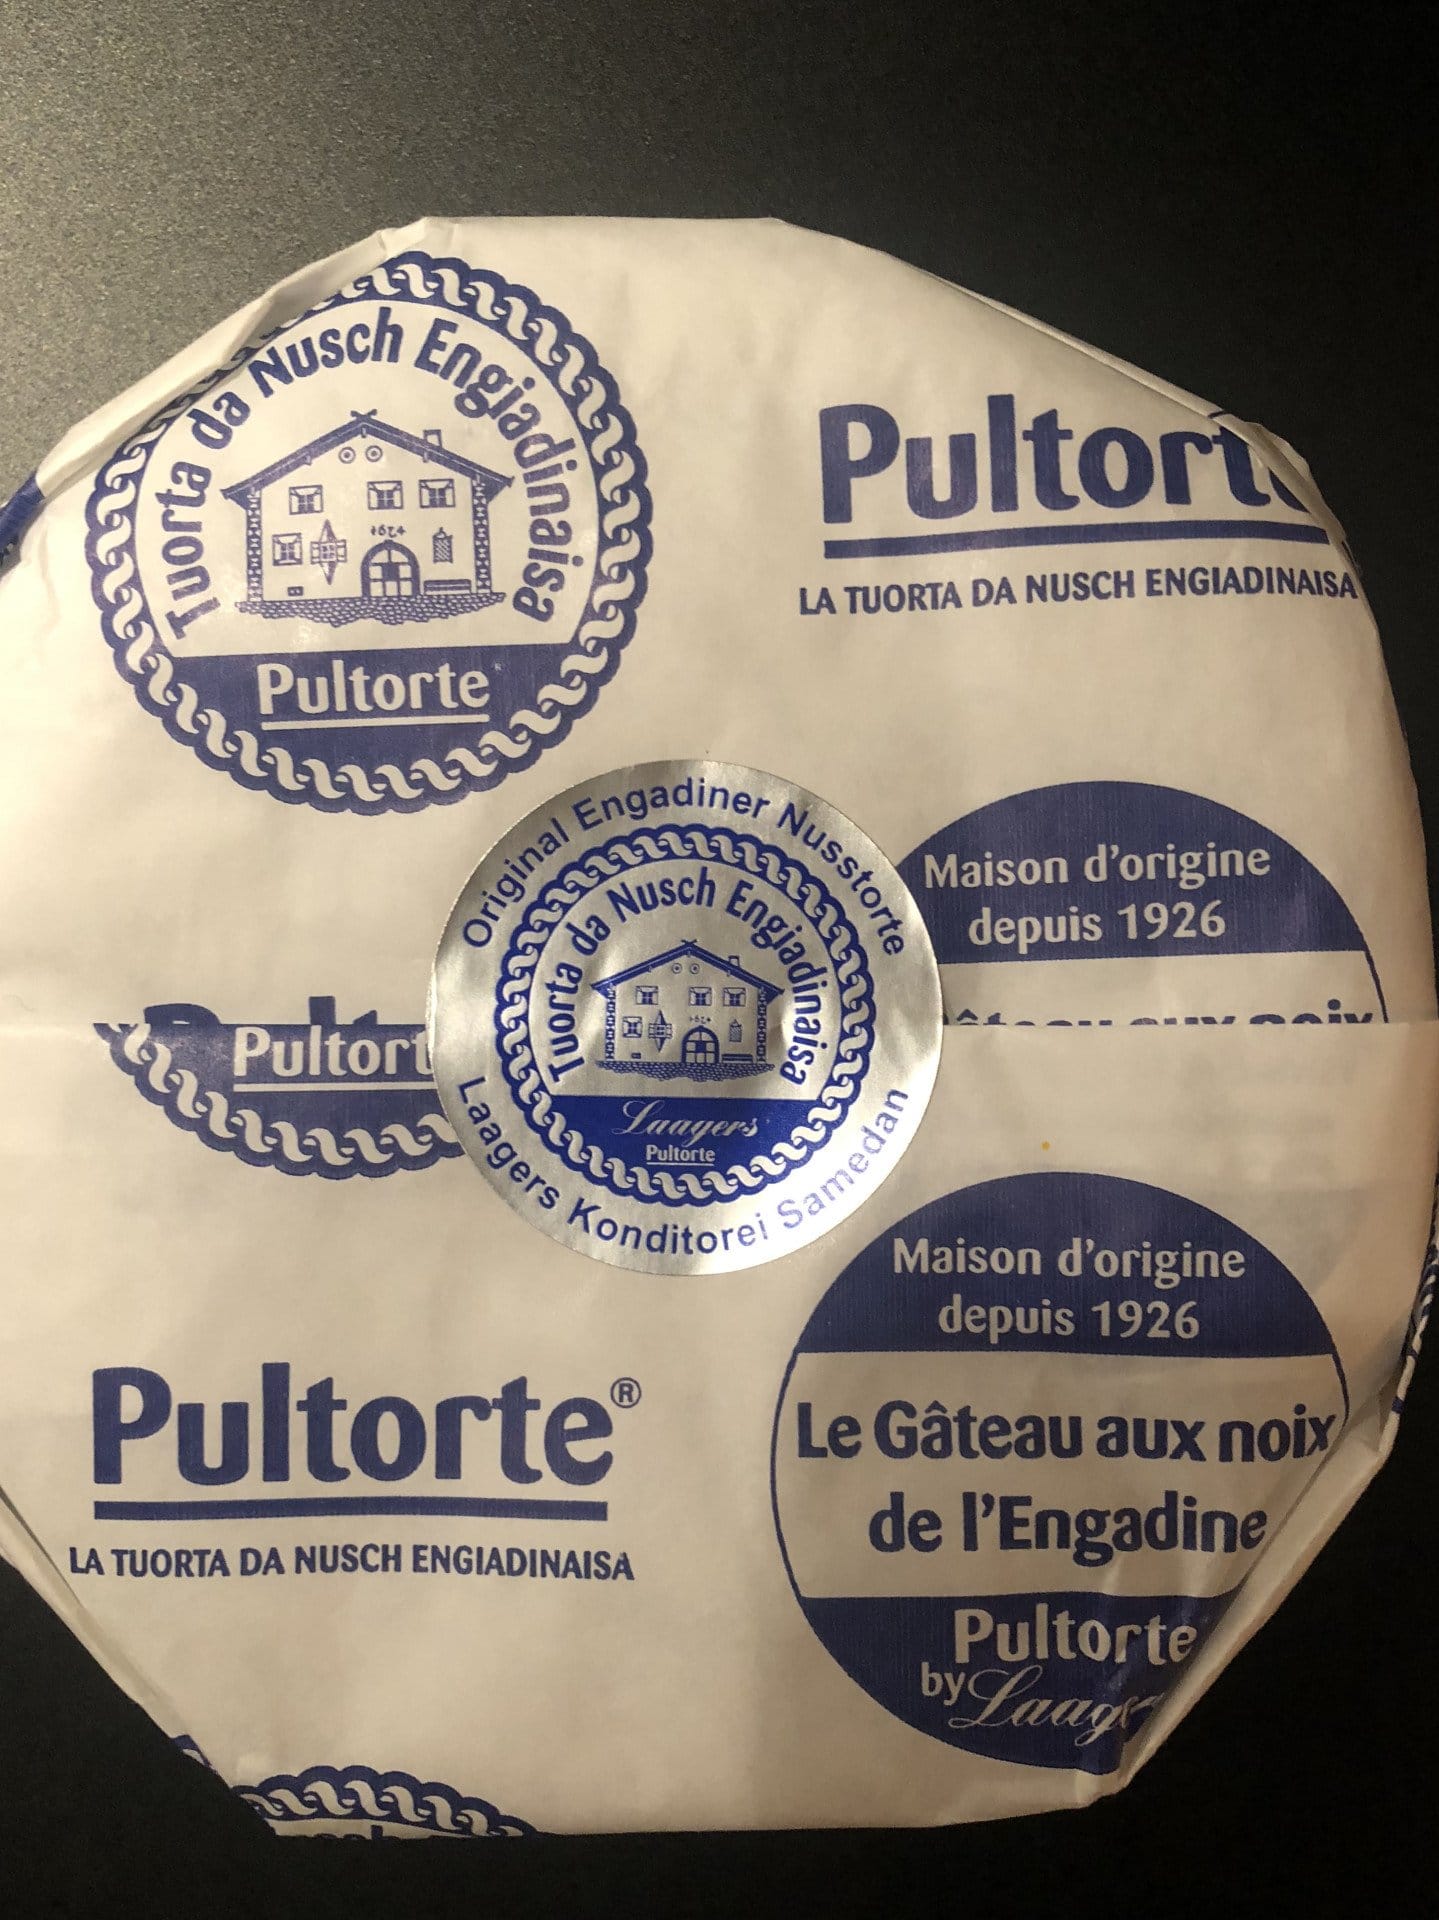 Tuorta da Nusch Engiadinaisa
1674
Pultorte
LA TUORTA DA NUSCH ENGIADINAISA
Maison d'origine
depuis 1926
Original Engadiner Nusstorte
Tuorta da Nusch Engiadinaisa
Laagers
Pultorte
Laagers Konditorei Samedan
Maison d'origine
depuis 1926
Le Gâteau aux noix
de l'Engadine
Pultorte
by Laagers
Pultorte®
LA TUORTA DA NUSCH ENGIADINAISA